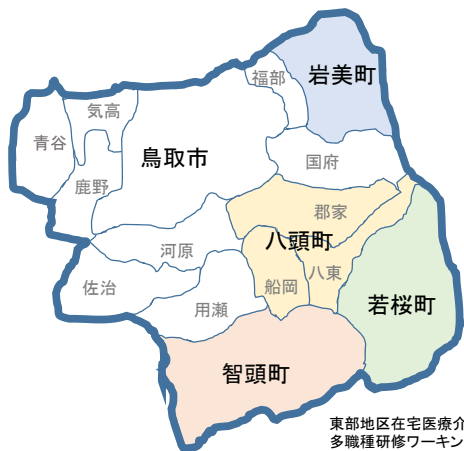 福部
岩美町
気高
青谷
鳥取市
国府
鹿野
郡家
河原
八頭町
八東
佐治
船岡
用瀬
若桜町
智頭町
東部地区在宅医療介
多職種研修ワーキン